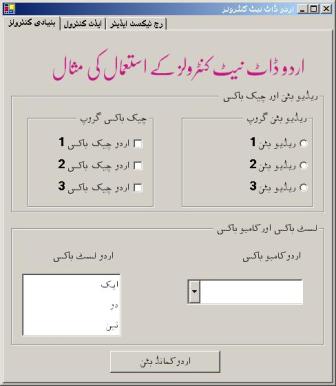 اردو ڈاٹ نیٹ کنٹرولز
بنیادی کنٹرولز ایڈٹ کنٹرول رچ ٹیکسٹ ایڈیٹر
اردو ڈاٹ نیٹ کنٹرولز کے استعمال کی مثال
ریڈیو بٹن اور چیک باکس
ریڈیو بٹن گروپ
ریڈیو بٹن 1
ریڈیو بٹن 2
ریڈیو بٹن 3
چیک باکس گروپ
اردو چیک باکس 1
اردو چیک باکس 2
اردو چیک باکس 3
لسٹ باکس اور کامبو باکس
اردو کامبو باکس
اردو لسٹ باکس
ایک
دو
تین
اردو کمانڈ بٹن